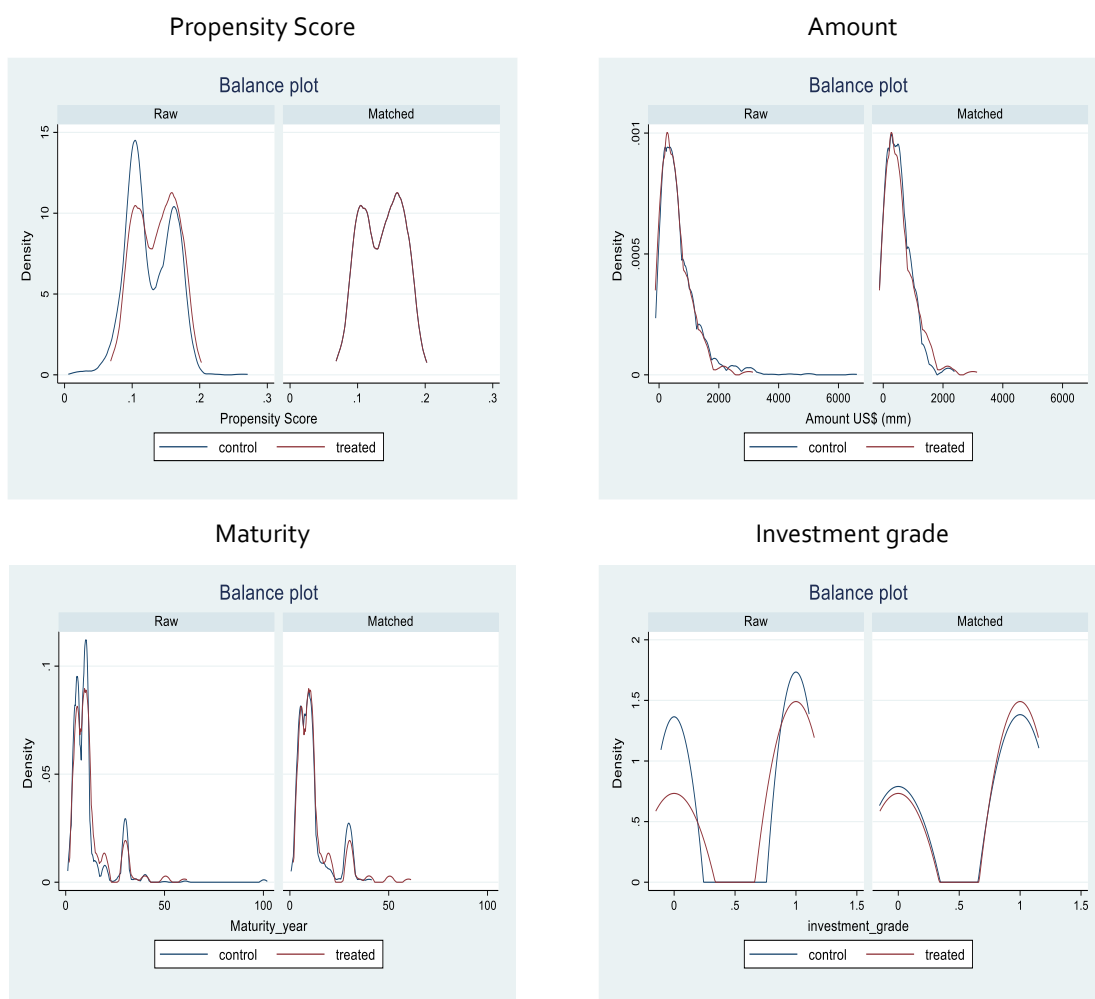 Propensity Score
Balance plot
Raw
Matched
Density
0
5
10
15
0
.1
.2
.3
0
.1
.2
.3
Propensity Score
control
treated
Amount
Balance plot
Raw
Matched
Density
0
.0005
.001
0
2000
4000
6000
0
2000
4000
6000
Amount US$ (mm)
control
treated
Maturity
Balance plot
Raw
Matched
Density
0
.05
.1
0
50
100
0
50
100
Maturity_year
control
treated
Investment grade
Balance plot
Raw
Matched
Density
0
.5
1
1.5
2
0
.5
1
1.5
0
.5
1
1.5
investment_grade
control
treated